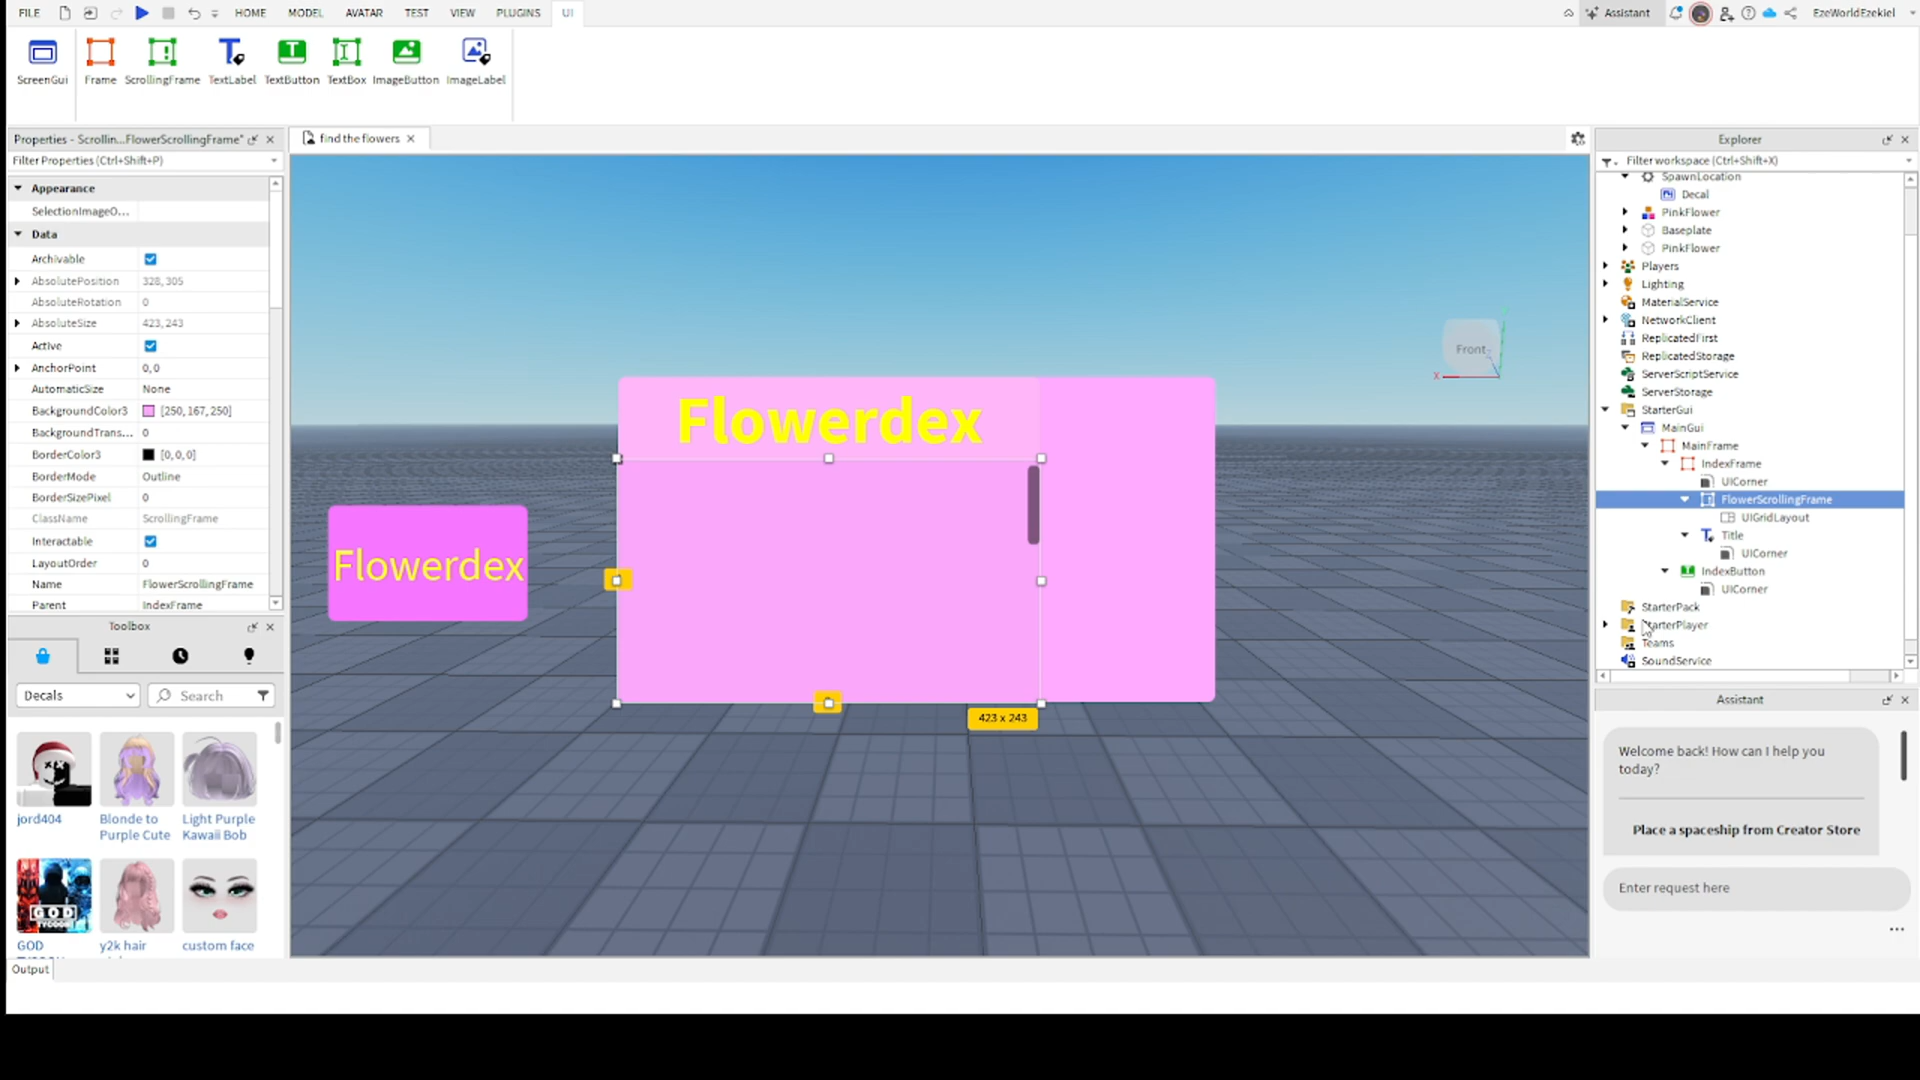 FILE HOME MODEL AVATAR TEST VIEW PLUGINS UI Assistant EzeWorldEzekiel
ScreenGui Frame ScrollingFrame TextLabel TextButton TextBox ImageButton ImageLabel
Properties - Scrollin...FlowerScrollingFrame"
Filter Properties (Ctrl+Shift+P)
Appearance
SelectionImageO...
Data
Archivable
AbsolutePosition 328, 305
AbsoluteRotation 0
AbsoluteSize 423, 243
Active
AnchorPoint 0, 0
AutomaticSize None
BackgroundColor3 [250, 167, 250]
BackgroundTrans... 0
BorderColor3 [0, 0, 0]
BorderMode Outline
BorderSizePixel 0
ClassName ScrollingFrame
Interactable
LayoutOrder 0
Name FlowerScrollingFrame
Parent IndexFrame
Toolbox
Decals Search
jord404
Blonde to
Purple Cute
Light Purple
Kawaii Bob
GOD
GOD
y2k hair
custom face
Output
find the flowers
Front
X
Flowerdex
Flowerdex
423 x 243
Explorer
Filter workspace (Ctrl+Shift+X)
SpawnLocation
Decal
PinkFlower
Baseplate
PinkFlower
Players
Lighting
MaterialService
NetworkClient
ReplicatedFirst
ReplicatedStorage
ServerScriptService
ServerStorage
StarterGui
MainGui
MainFrame
IndexFrame
UICorner
FlowerScrollingFrame
UIGridLayout
Title
UICorner
IndexButton
UICorner
StarterPack
StarterPlayer
Teams
SoundService
Assistant
Welcome back! How can I help you
today?
Place a spaceship from Creator Store
Enter request here